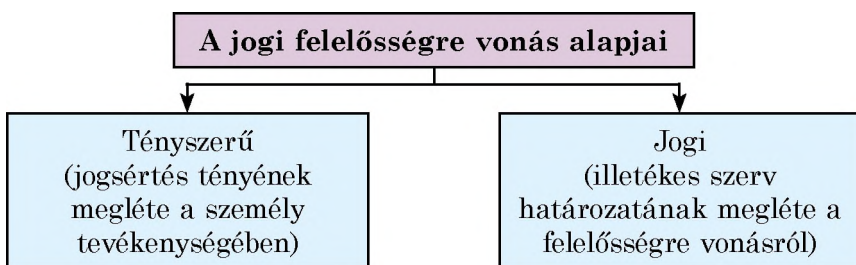 A jogi felelősségre vonás alapjai
Tényszerű
(jogsértés tényének
megléte a személy
tevékenységében)
Jogi
(illetékes szerv
határozatának megléte a
felelősségre vonásról)